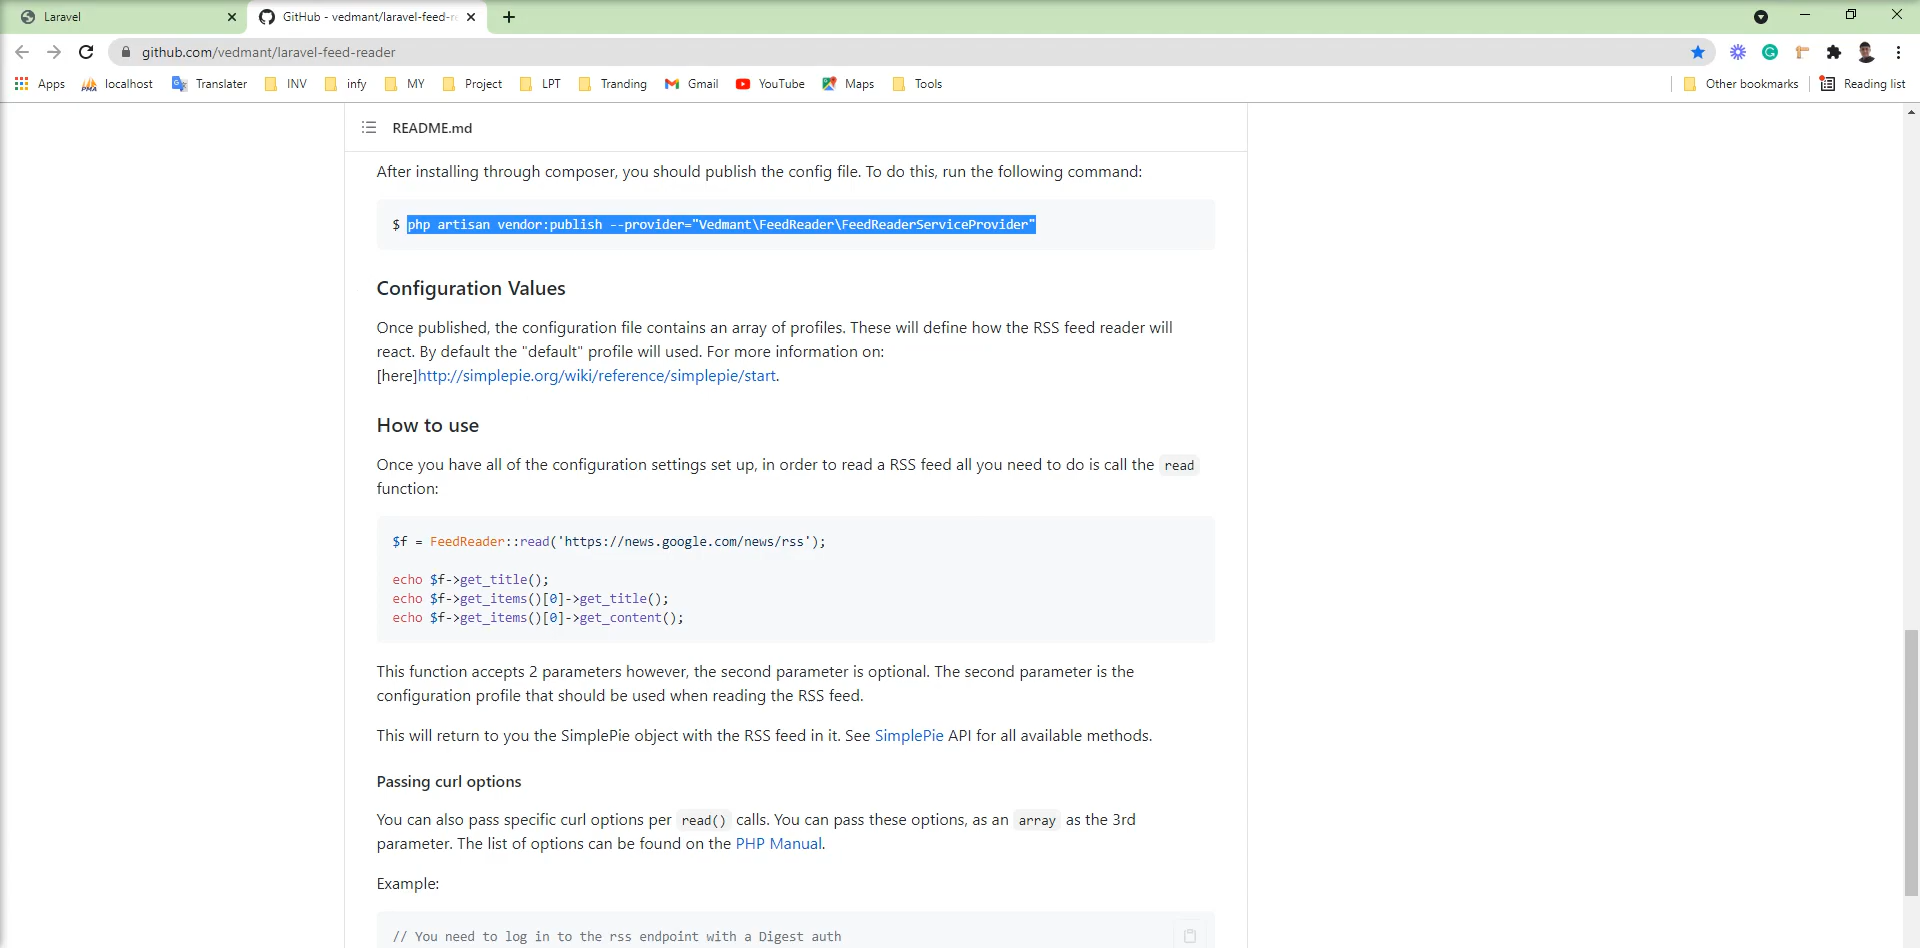 Laravel
GitHub - vedmant/laravel-feed-re
github.com/vedmant/laravel-feed-reader
Apps
PMA
localhost
Translater
INV
infy
MY
Project
LPT
Tranding
Gmail
YouTube
Maps
Tools
Other bookmarks
Reading list
README.md
After installing through composer, you should publish the config file. To do this, run the following command:
$ php artisan vendor:publish --provider="Vedmant\FeedReader\FeedReaderServiceProvider"
Configuration Values
Once published, the configuration file contains an array of profiles. These will define how the RSS feed reader will
react. By default the "default" profile will used. For more information on:
[here]http://simplepie.org/wiki/reference/simplepie/start.
How to use
Once you have all of the configuration settings set up, in order to read a RSS feed all you need to do is call the read
function:
$f = FeedReader::read('https://news.google.com/news/rss');
echo $f->get_title();
echo $f->get_items()[0]->get_title();
echo $f->get_items()[0]->get_content();
This function accepts 2 parameters however, the second parameter is optional. The second parameter is the
configuration profile that should be used when reading the RSS feed.
This will return to you the SimplePie object with the RSS feed in it. See SimplePie API for all available methods.
Passing curl options
You can also pass specific curl options per read() calls. You can pass these options, as an array as the 3rd
parameter. The list of options can be found on the PHP Manual.
Example:
// You need to log in to the rss endpoint with a Digest auth